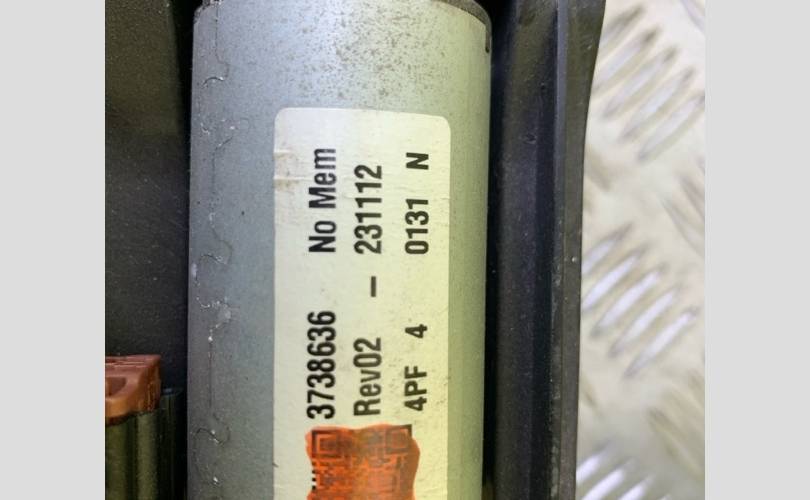 3738636 No Mem
Rev02 – 231112
4PF 4 0131 N